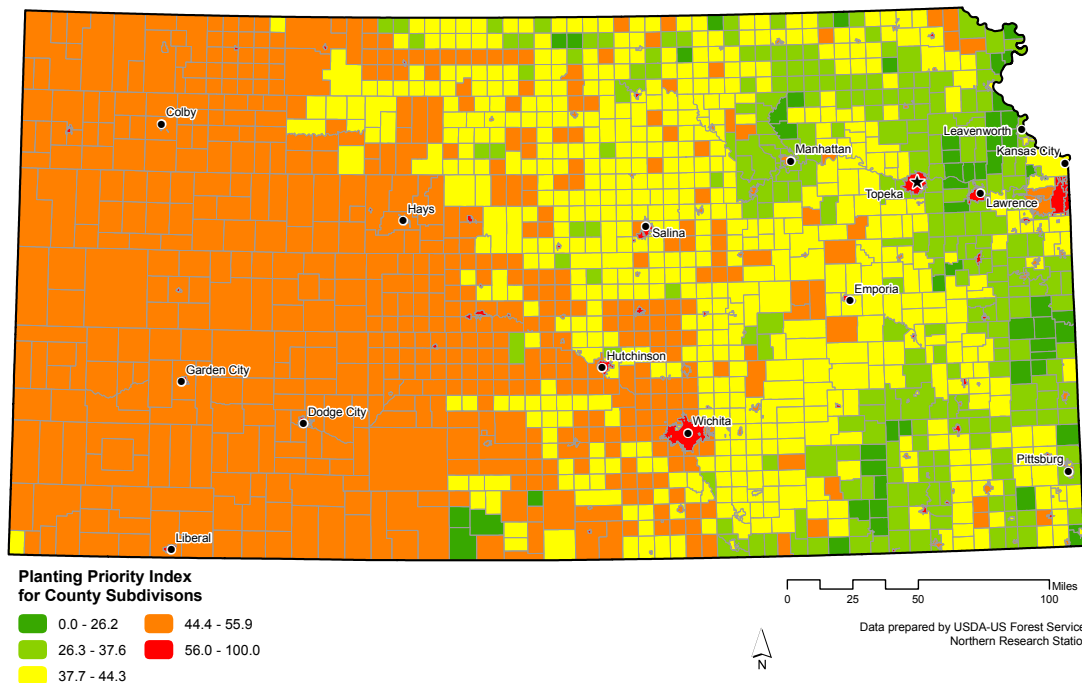 Colby
Leavenworth
Manhattan
Kansas City
Topeka
Lawrence
Hays
Salina
Emporia
Hutchinson
Garden City
Dodge City
Wichita
Pittsburg
Liberal
Planting Priority Index
for County Subdivisons
0.0 - 26.2
44.4 - 55.9
26.3 - 37.6
56.0 - 100.0
37.7 - 44.3
Miles
0 25 50 100
Data prepared by USDA-US Forest Service
Northern Research Station
N